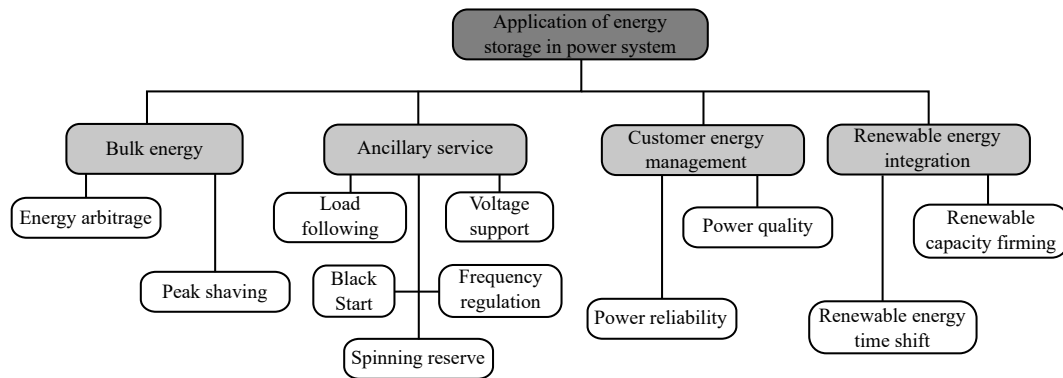 Application of energy
storage in power system
Bulk energy
Ancillary service
Customer energy
management
Renewable energy
integration
Energy arbitrage
Peak shaving
Load
following
Voltage
support
Black
Start
Frequency
regulation
Spinning reserve
Power quality
Power reliability
Renewable
capacity firming
Renewable energy
time shift